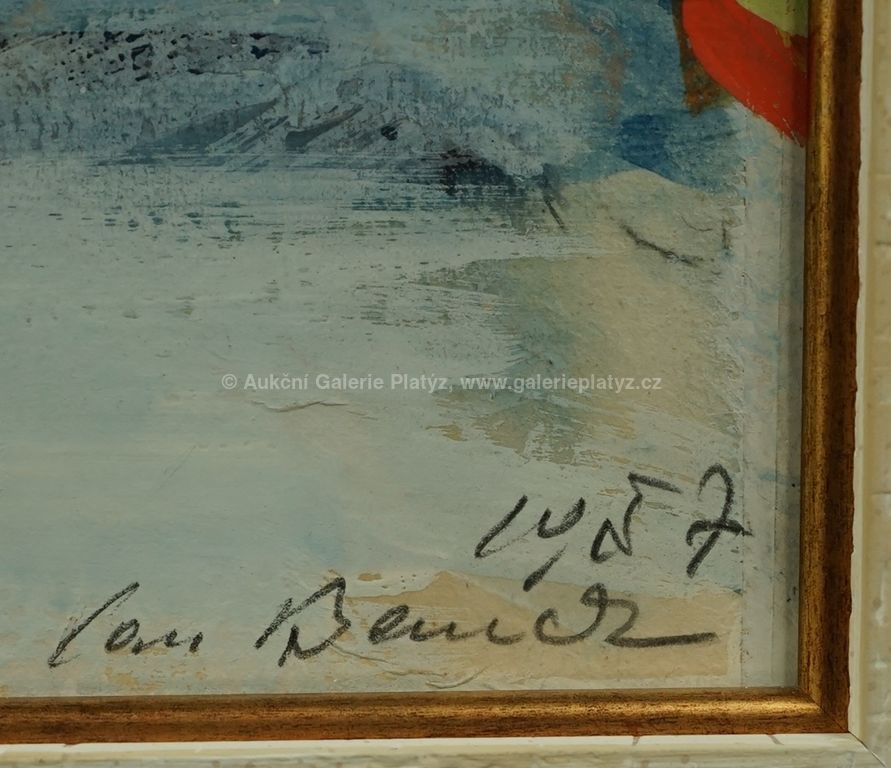 © Aukční Galerie Platýz, www.galerieplatyz.cz
1957
Jan Bauch